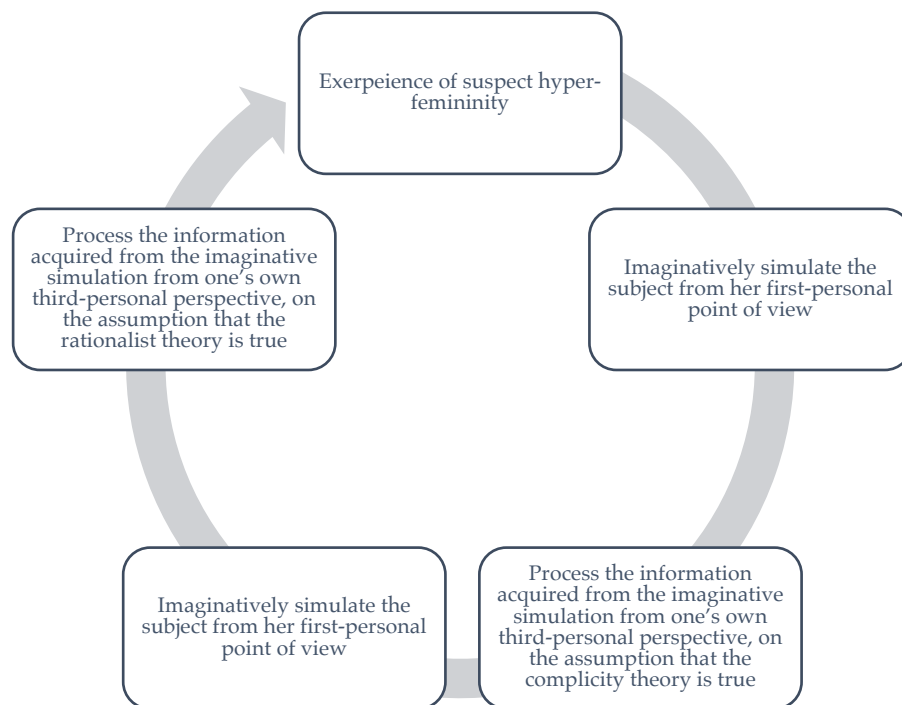 Exerpeience of suspect hyper-
femininity
Imaginatively simulate the
subject from her first-personal
point of view
Process the information
acquired from the imaginative
simulation from one’s own
third-personal perspective, on
the assumption that the
complicity theory is true
Imaginatively simulate the
subject from her first-personal
point of view
Process the information
acquired from the imaginative
simulation from one’s own
third-personal perspective, on
the assumption that the
rationalist theory is true